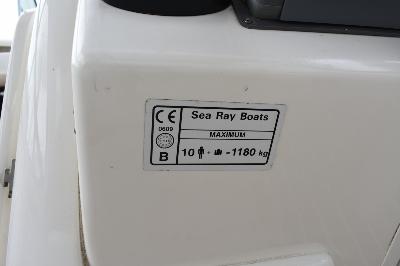 CE Sea Ray Boats
0609 MAXIMUM
B 10 · -1180 kg